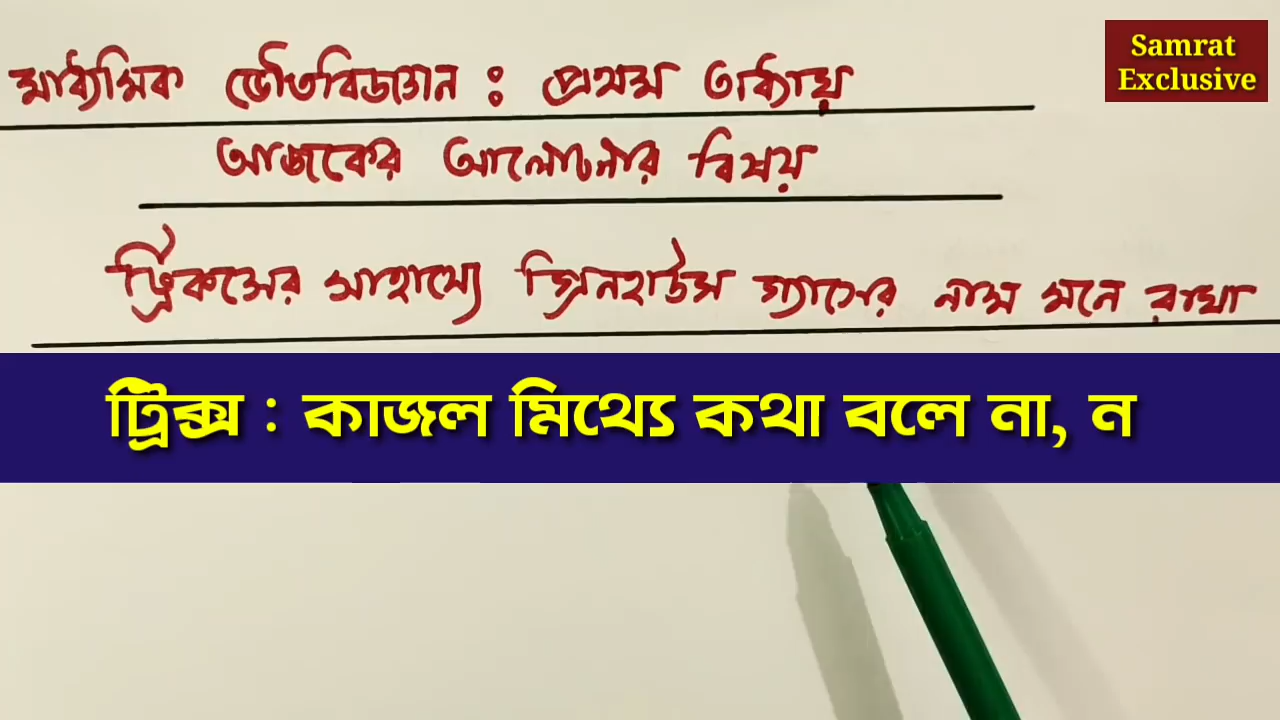 মাধ্যমিক ভৌতবিজ্ঞান : প্রথম অধ্যায়
Samrat
Exclusive
আজকের আলোচনার বিষয়
ট্রিকসের সাহায্যে গ্রিনহাউস গ্যাসের নাম মনে রাখা
ট্রিক্স : কাজল মিথ্যে কথা বলে না, ন